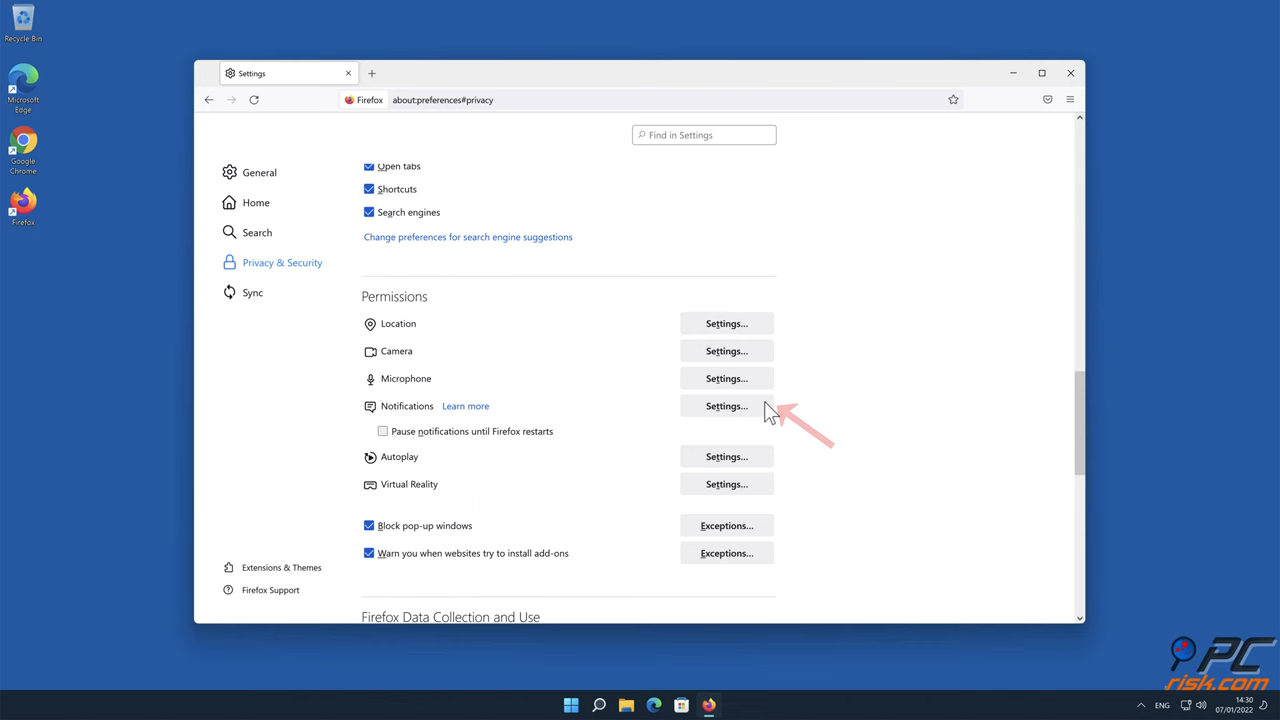 Recycle Bin
Microsoft
Edge
Google
Chrome
Firefox
Settings
Firefox
about:preferences#privacy
Find in Settings
General
Home
Search
Privacy & Security
Sync
Extensions & Themes
Firefox Support
Open tabs
Shortcuts
Search engines
Change preferences for search engine suggestions
Permissions
Location Settings...
Camera Settings...
Microphone Settings...
Notifications Learn more Settings...
Pause notifications until Firefox restarts
Autoplay Settings...
Virtual Reality Settings...
Block pop-up windows Exceptions...
Warn you when websites try to install add-ons Exceptions...
Firefox Data Collection and Use
PC
risk.com
ENG
14:30
07/01/2022